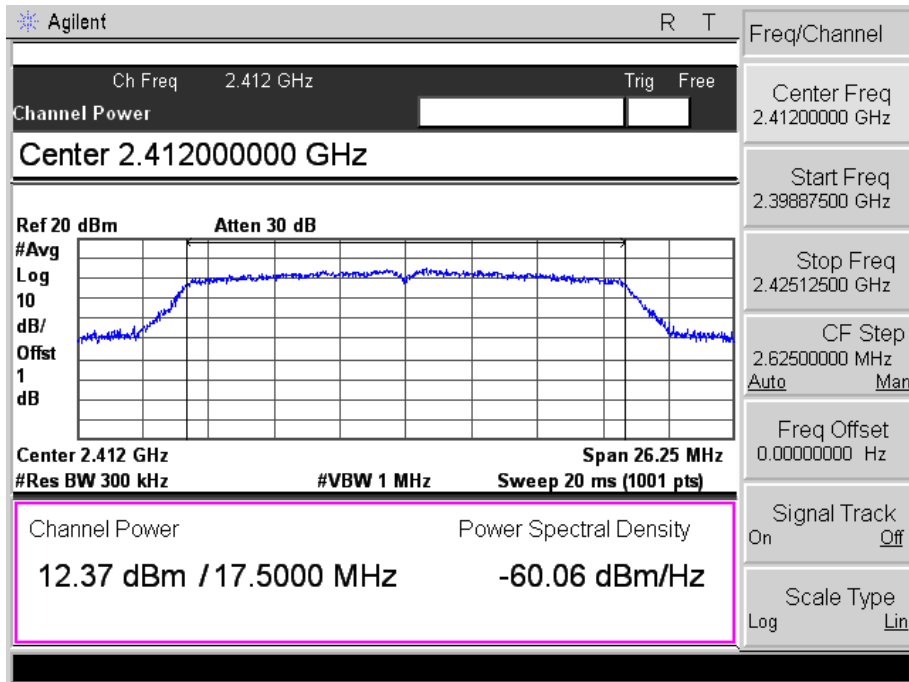 Agilent
R T
Ch Freq 2.412 GHz Trig Free
Channel Power
Center 2.412000000 GHz
Ref 20 dBm Atten 30 dB
#Avg
Log
10
dB/
Offst
1
dB
Center 2.412 GHz Span 26.25 MHz
#Res BW 300 kHz #VBW 1 MHz Sweep 20 ms (1001 pts)
Channel Power Power Spectral Density
12.37 dBm / 17.5000 MHz -60.06 dBm/Hz
Freq/Channel
Center Freq
2.41200000 GHz
Start Freq
2.39887500 GHz
Stop Freq
2.42512500 GHz
CF Step
2.62500000 MHz
Auto Man
Freq Offset
0.00000000 Hz
Signal Track
On Off
Scale Type
Log Lin